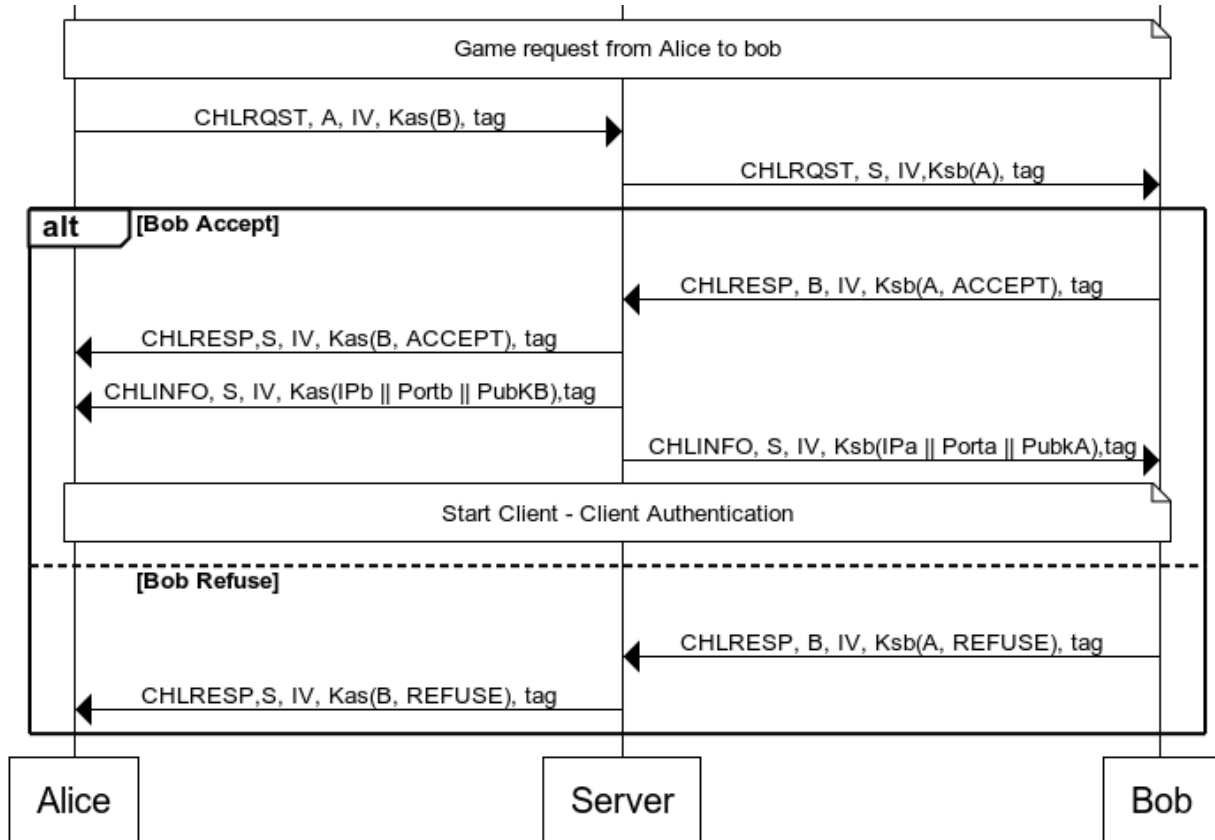 Game request from Alice to bob
CHLRQST, A, IV, Kas(B), tag
CHLRQST, S, IV,Ksb(A), tag
alt
[Bob Accept]
CHLRESP, B, IV, Ksb(A, ACCEPT), tag
CHLRESP,S, IV, Kas(B, ACCEPT), tag
CHLINFO, S, IV, Kas(IPb || Portb || PubKB),tag
CHLINFO, S, IV, Ksb(IPa || Porta || PubkA),tag
Start Client - Client Authentication
[Bob Refuse]
CHLRESP, B, IV, Ksb(A, REFUSE), tag
CHLRESP,S, IV, Kas(B, REFUSE), tag
Alice
Server
Bob